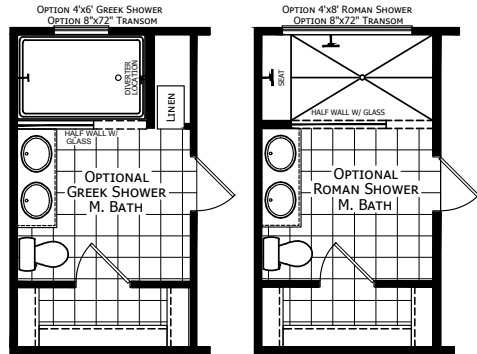 OPTION 4'X6' GREEK SHOWER
OPTION 8"X72" TRANSOM
DIVERTER
LOCATION
LINEN
HALF WALL W/
GLASS
OPTIONAL
GREEK SHOWER
M. BATH
OPTION 4'X8' ROMAN SHOWER
OPTION 8"X72" TRANSOM
SEAT
HALF WALL W/ GLASS
OPTIONAL
ROMAN SHOWER
M. BATH